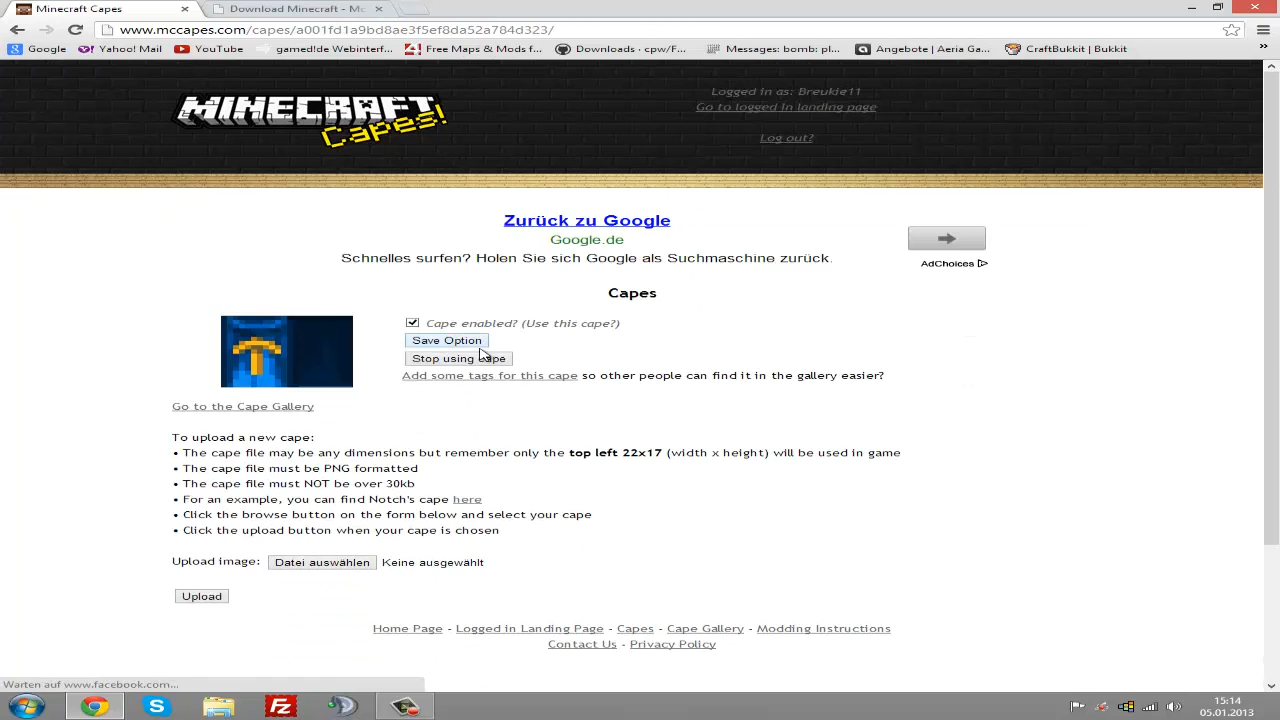 Minecraft Capes
Download Minecraft - Mc
www.mccapes.com/capes/a001fd1a9bd8ae3f5ef8da52a784d323/
Google
Yahoo! Mail
YouTube
gamed!de Webinterf...
Free Maps & Mods f...
Downloads · cpw/F...
Messages: bomb: pl...
Angebote | Aeria Ga...
CraftBukkit | Bukkit
MINECRAFT
Capes!
Logged in as: Breukie11
Go to logged in landing page
Log out?
Zurück zu Google
Google.de
Schnelles surfen? Holen Sie sich Google als Suchmaschine zurück.
AdChoices
Capes
Cape enabled? (Use this cape?)
Save Option
Stop using cape
Add some tags for this cape so other people can find it in the gallery easier?
Go to the Cape Gallery
To upload a new cape:
• The cape file may be any dimensions but remember only the top left 22x17 (width x height) will be used in game
• The cape file must be PNG formatted
• The cape file must NOT be over 30kb
• For an example, you can find Notch's cape here
• Click the browse button on the form below and select your cape
• Click the upload button when your cape is chosen
Upload image: Datei auswählen Keine ausgewählt
Upload
Home Page - Logged in Landing Page - Capes - Cape Gallery - Modding Instructions
Contact Us - Privacy Policy
Warten auf www.facebook.com...
15:14
05.01.2013